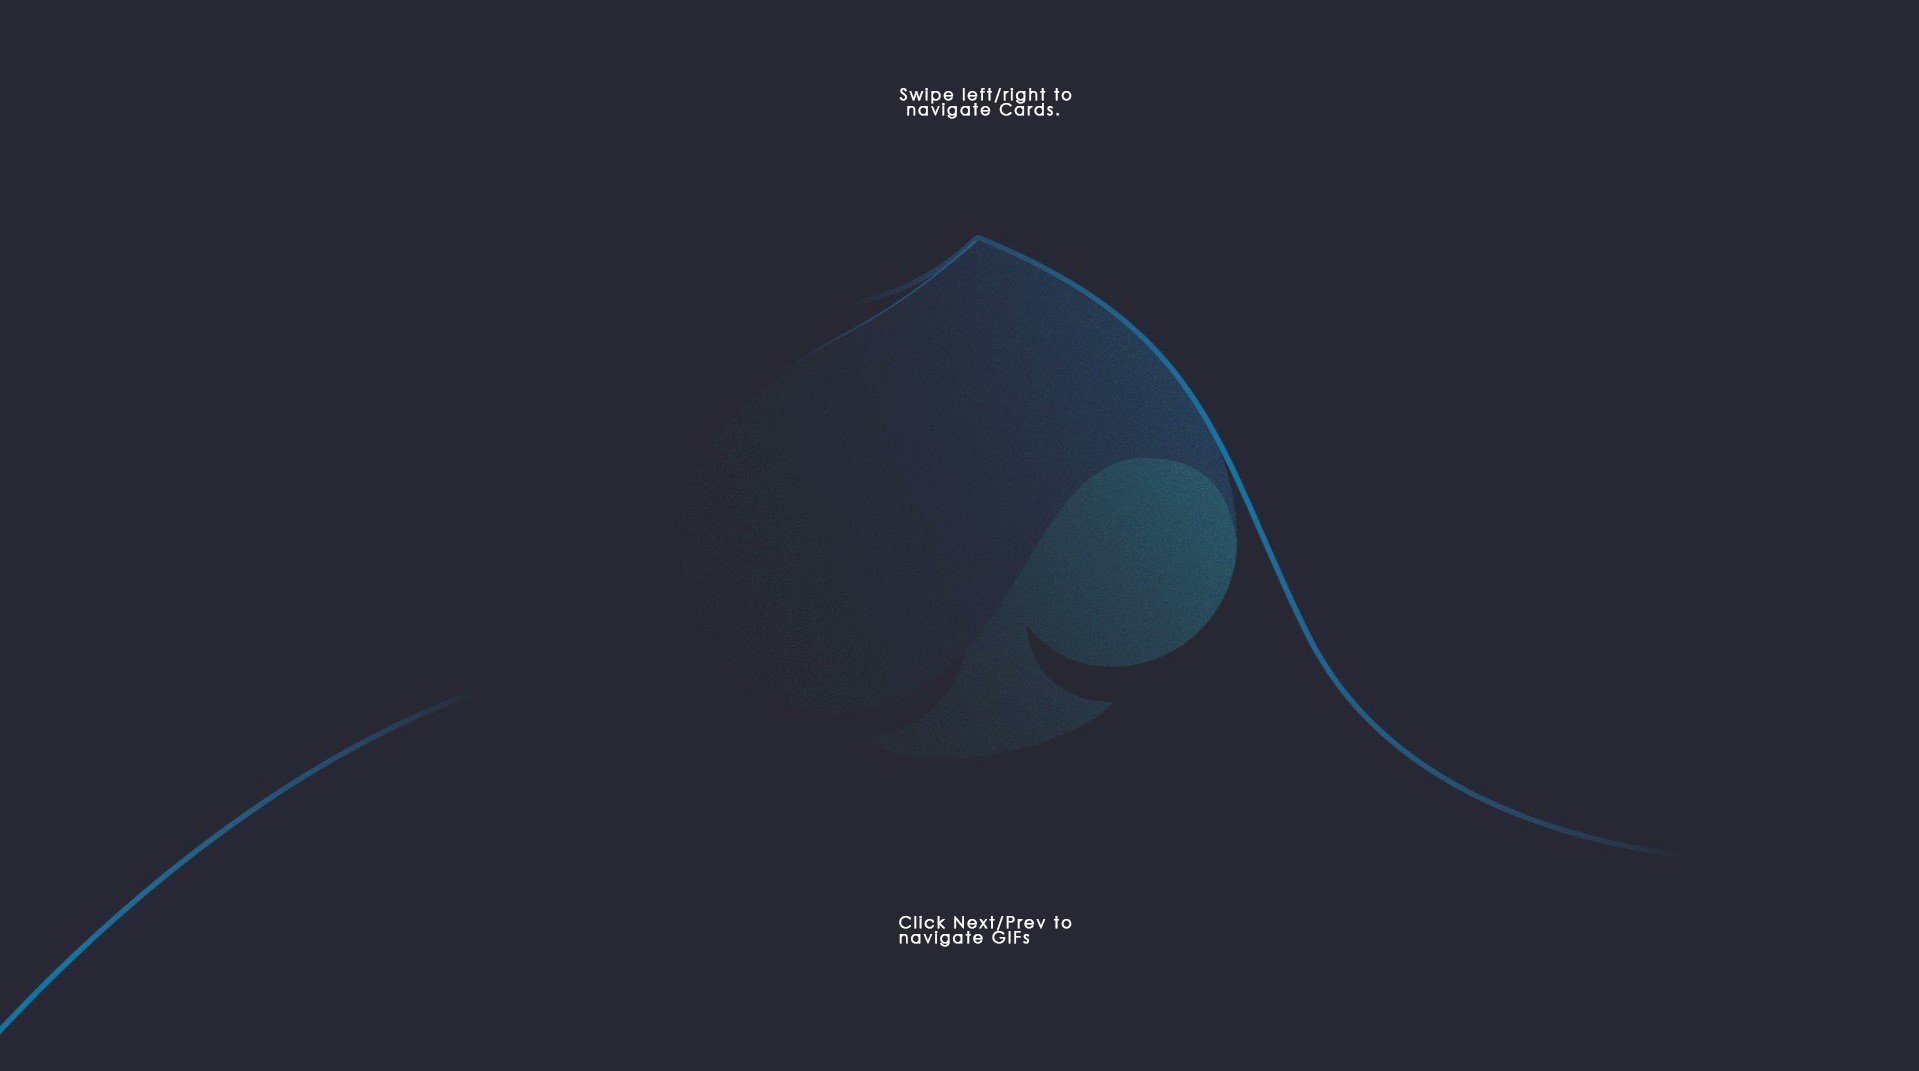 Swipe left/right to
navigate Cards.
Click Next/Prev to
navigate GIFs